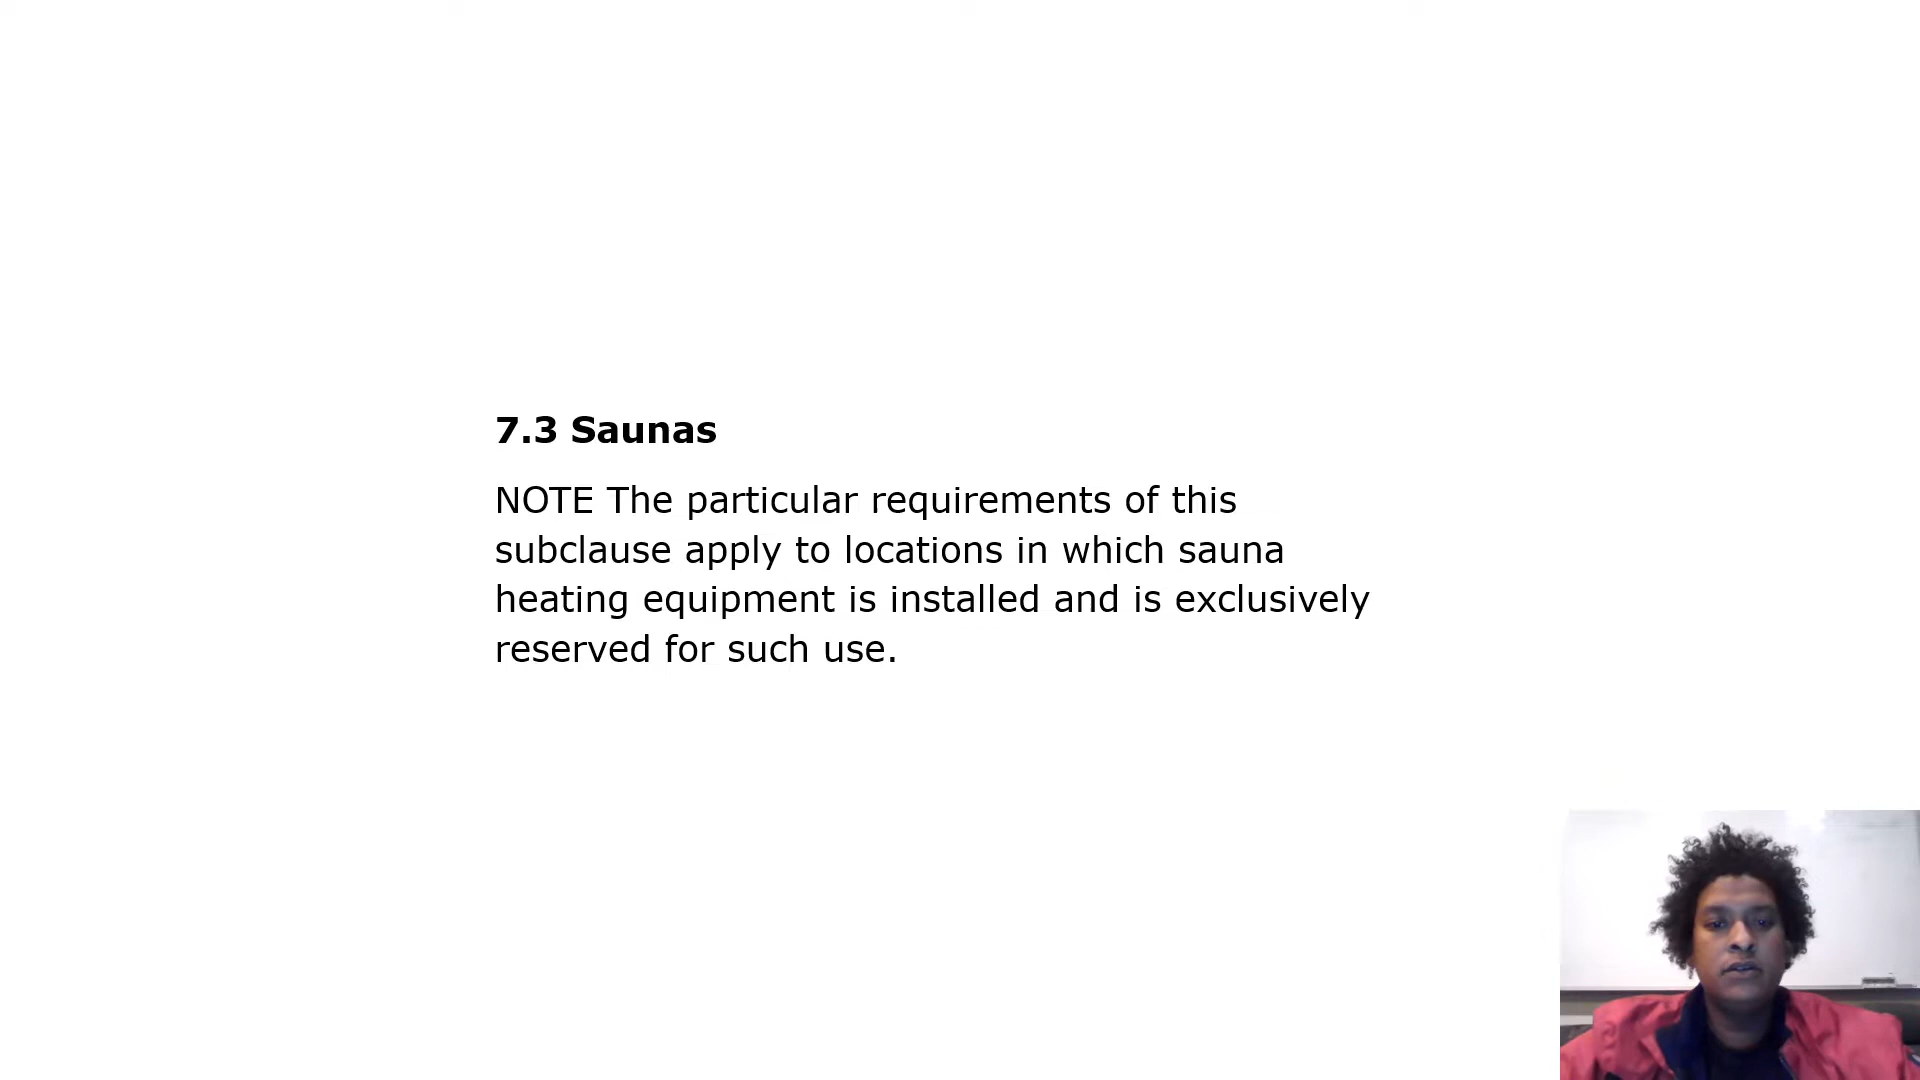 7.3 Saunas
NOTE The particular requirements of this
subclause apply to locations in which sauna
heating equipment is installed and is exclusively
reserved for such use.